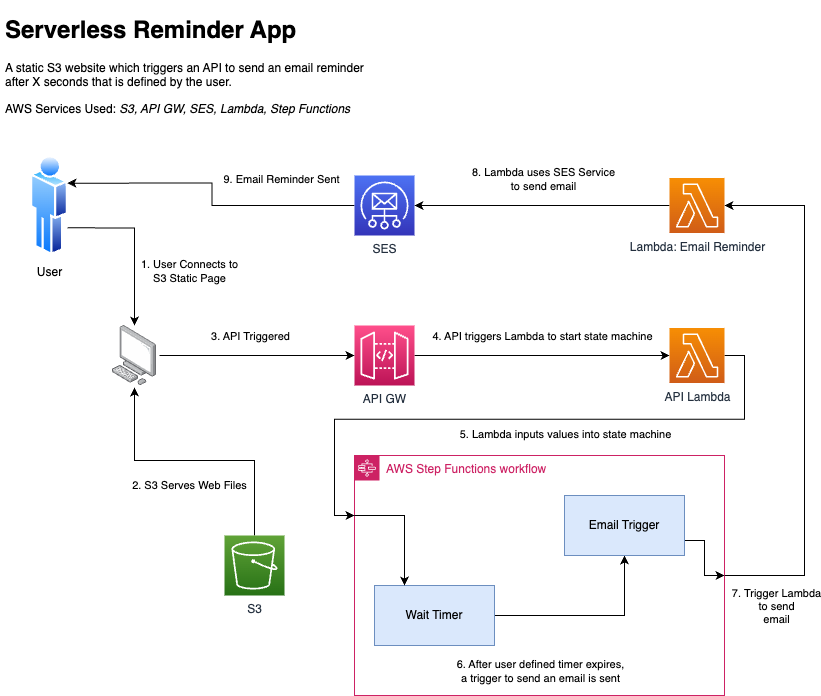 Serverless Reminder App
A static S3 website which triggers an API to send an email reminder
after X seconds that is defined by the user.
AWS Services Used: S3, API GW, SES, Lambda, Step Functions
9. Email Reminder Sent
8. Lambda uses SES Service
to send email
SES
Lambda: Email Reminder
User
1. User Connects to
S3 Static Page
3. API Triggered
4. API triggers Lambda to start state machine
</>
API GW
API Lambda
5. Lambda inputs values into state machine
2. S3 Serves Web Files
S3
AWS Step Functions workflow
Email Trigger
Wait Timer
7. Trigger Lambda
to send
email
6. After user defined timer expires,
a trigger to send an email is sent